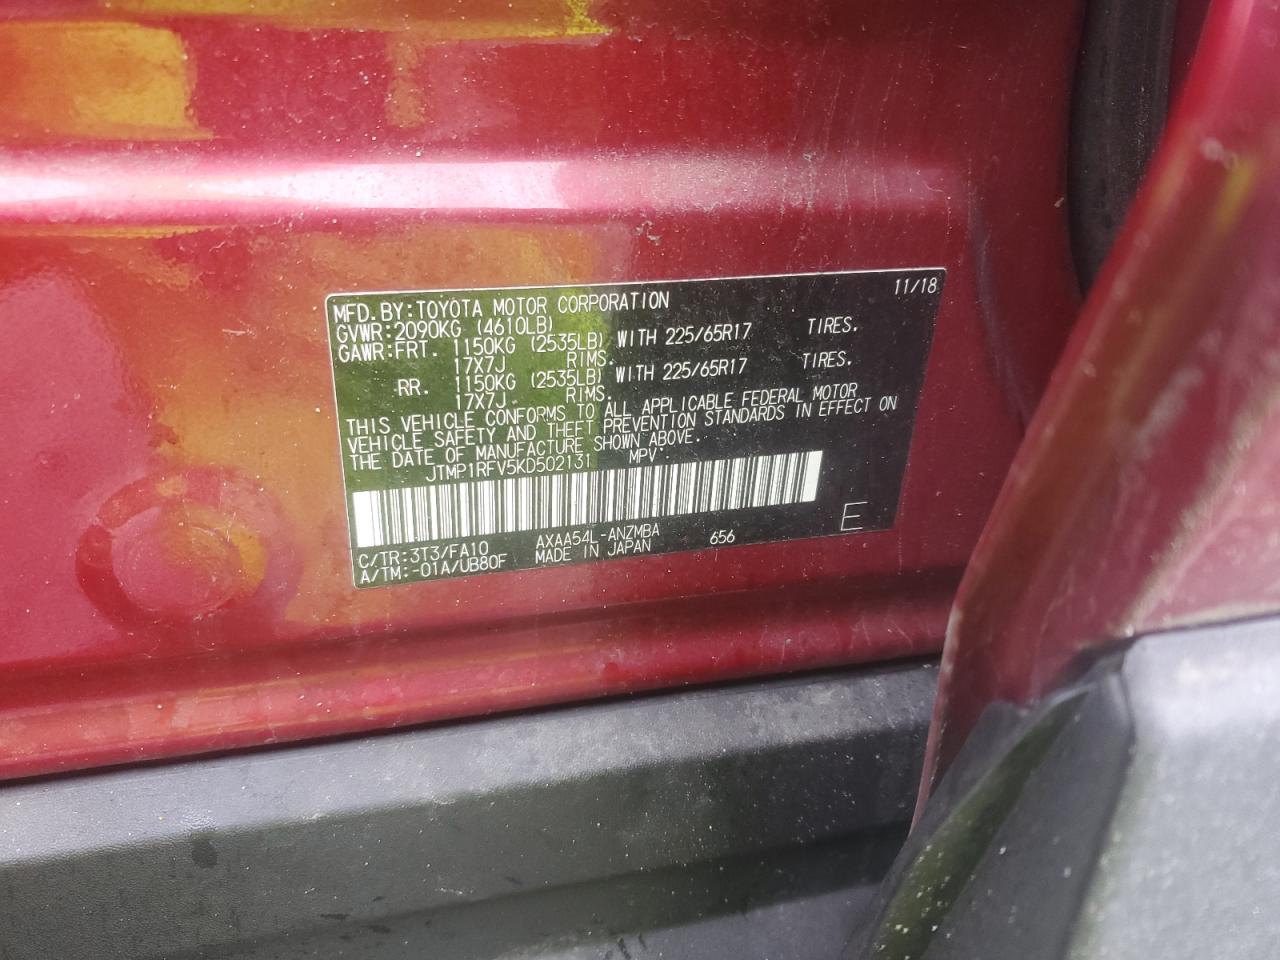 11/18
MFD. BY: TOYOTA MOTOR CORPORATION
GVWR: 2090KG (4610LB)
GAWR: FRT. 1150KG (2535LB) WITH 225/65R17 TIRES.
17X7J RIMS.
RR. 1150KG (2535LB) WITH 225/65R17 TIRES.
17X7J RIMS.
THIS VEHICLE CONFORMS TO ALL APPLICABLE FEDERAL MOTOR
VEHICLE SAFETY AND THEFT PREVENTION STANDARDS IN EFFECT ON
THE DATE OF MANUFACTURE SHOWN ABOVE.
JTMP1RFV5KD502131 MPV
C/TR: 3T3/FA10 AXAA54L-ANZMBA 656 E
A/TM: -01A/UB80F MADE IN JAPAN